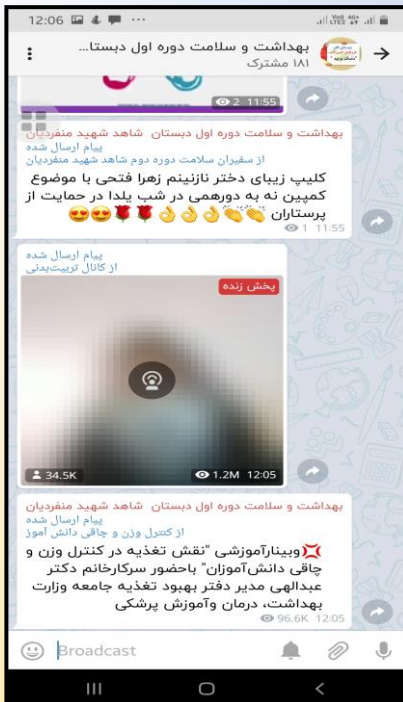 12:06
بهداشت و سلامت دوره اول دبستا...
۱۸۱ مشترک
2 11:55
بهداشت و سلامت دوره اول دبستان شاهد شهید منفردیان
پیام ارسال شده
از سفیران سلامت دوره دوم شاهد شهید منفردیان
کلیپ زیبای دختر نازنینم زهرا فتحی با موضوع
کمپین نه به دورهمی در شب یلدا در حمایت از
پرستاران 👏👏👌👌👌🌹🌹😍😍
1 11:55
پیام ارسال شده
از کانال تربیت‌بدنی
پخش زنده
34.5K
1.2M 12:05
بهداشت و سلامت دوره اول دبستان شاهد شهید منفردیان
پیام ارسال شده
از کنترل وزن و چاقی دانش آموز
💢وبینارآموزشی "نقش تغذیه در کنترل وزن و
چاقی دانش‌آموزان" باحضور سرکارخانم دکتر
عبدالهی مدیر دفتر بهبود تغذیه جامعه وزارت
بهداشت، درمان وآموزش پرشکی
96.6K 12:05
Broadcast